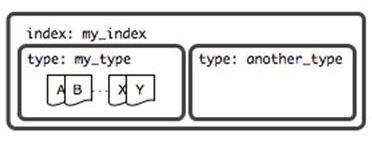 index: my_index
type: my_type
type: another_type
A B ... X Y